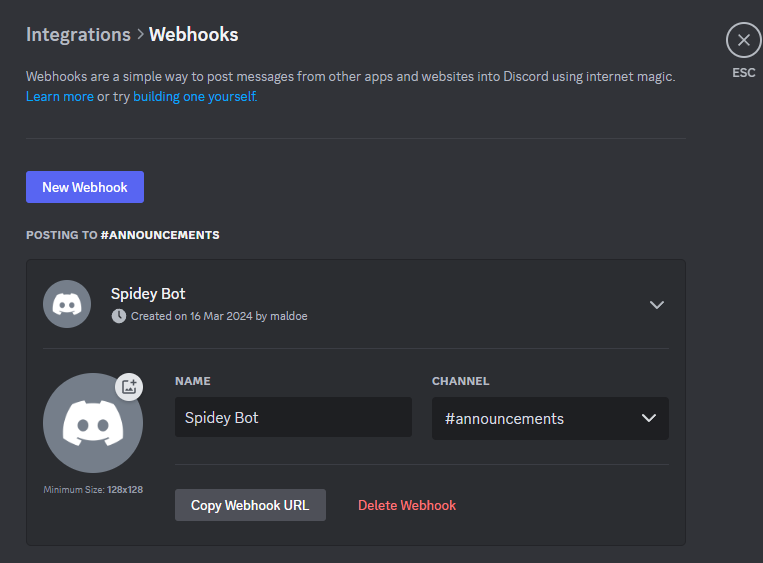 Integrations > Webhooks
ESC
Webhooks are a simple way to post messages from other apps and websites into Discord using internet magic.
Learn more or try building one yourself.
New Webhook
POSTING TO #ANNOUNCEMENTS
Spidey Bot
Created on 16 Mar 2024 by maldoe
NAME
CHANNEL
Spidey Bot
#announcements
Minimum Size: 128x128
Copy Webhook URL
Delete Webhook